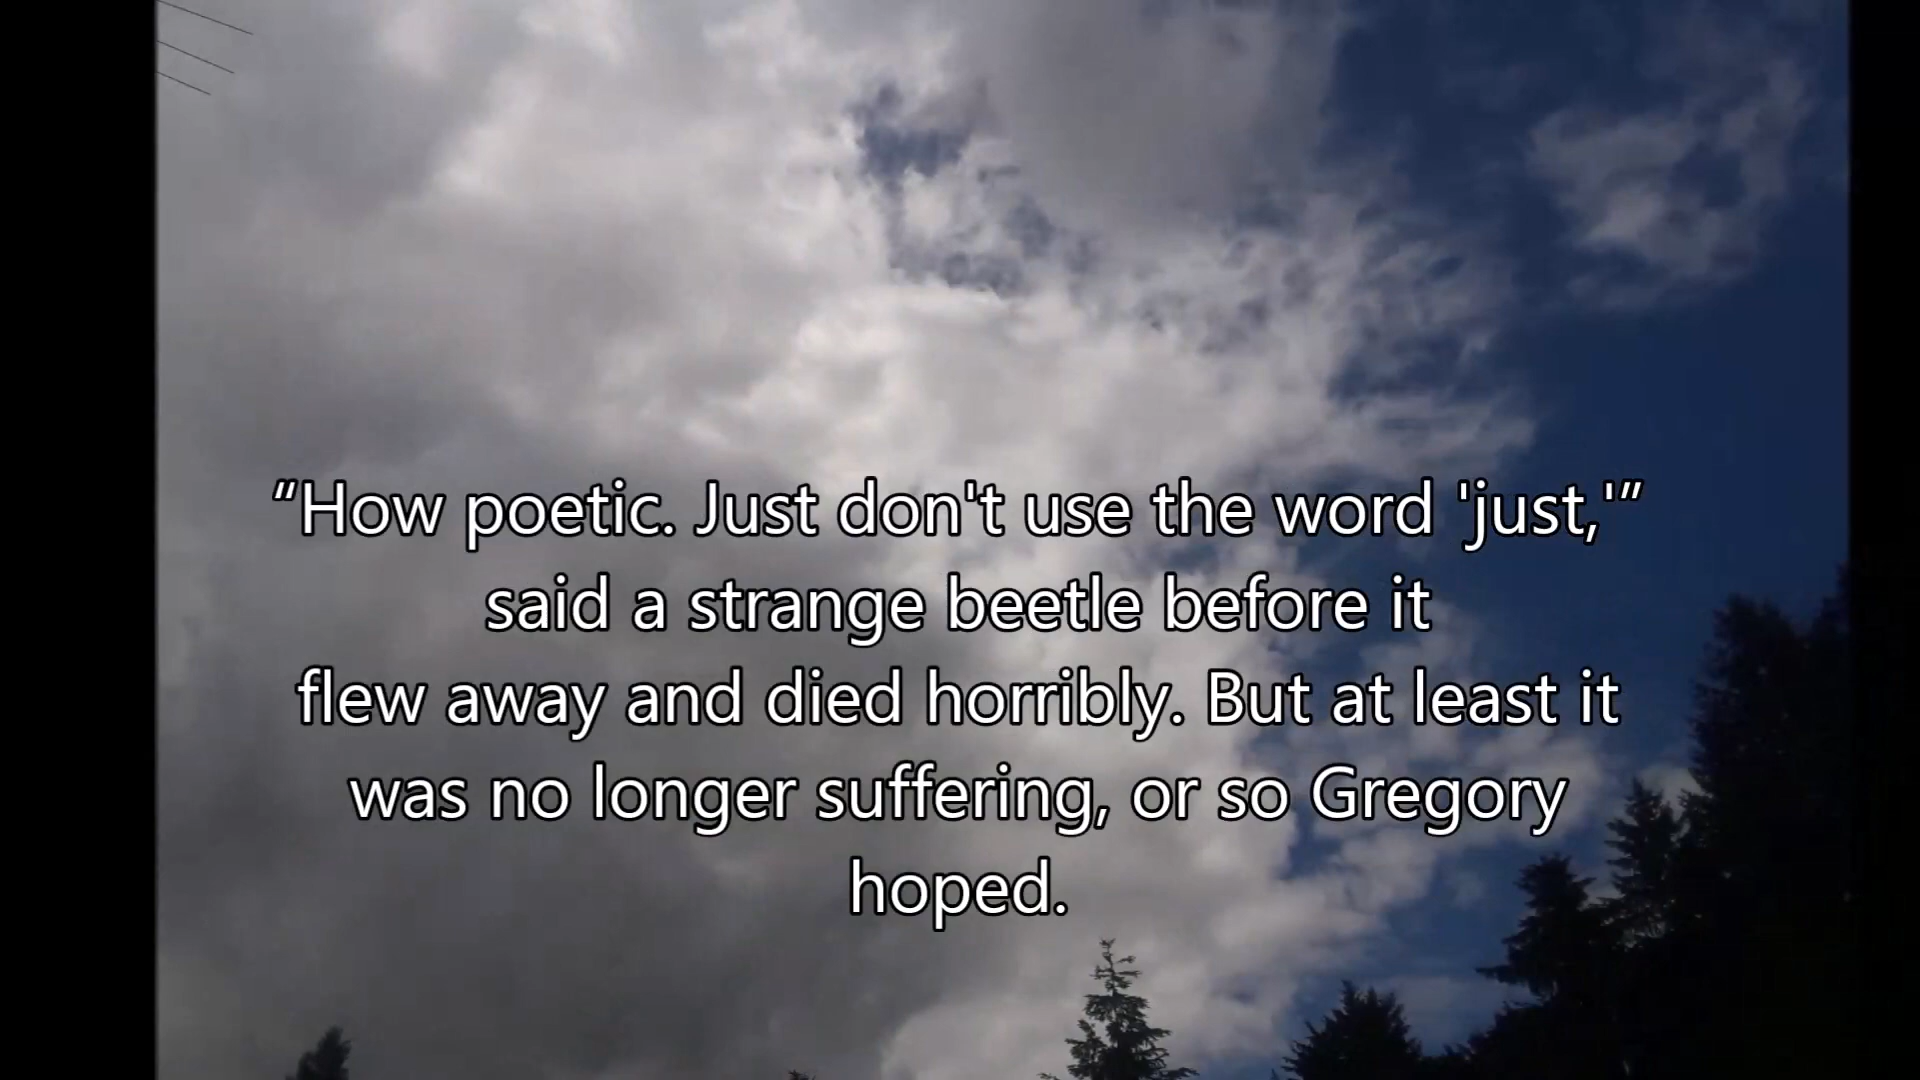 “How poetic. Just don't use the word 'just,'”
said a strange beetle before it
flew away and died horribly. But at least it
was no longer suffering, or so Gregory
hoped.